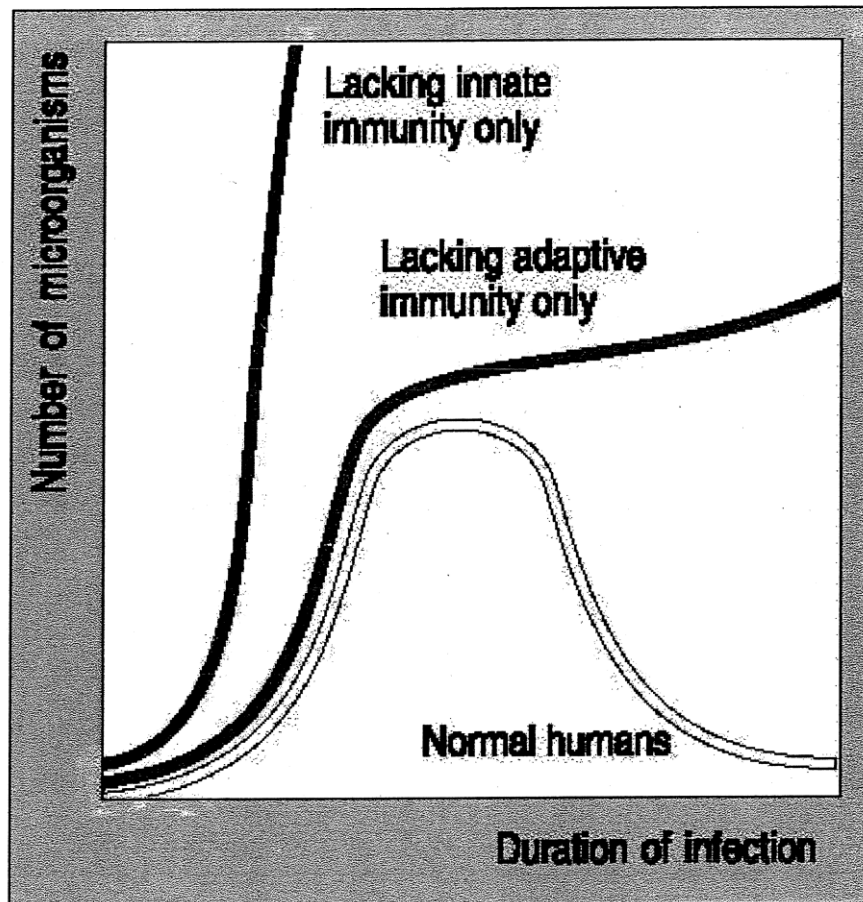 Number of microorganisms
Lacking innate
immunity only
Lacking adaptive
immunity only
Normal humans
Duration of infection